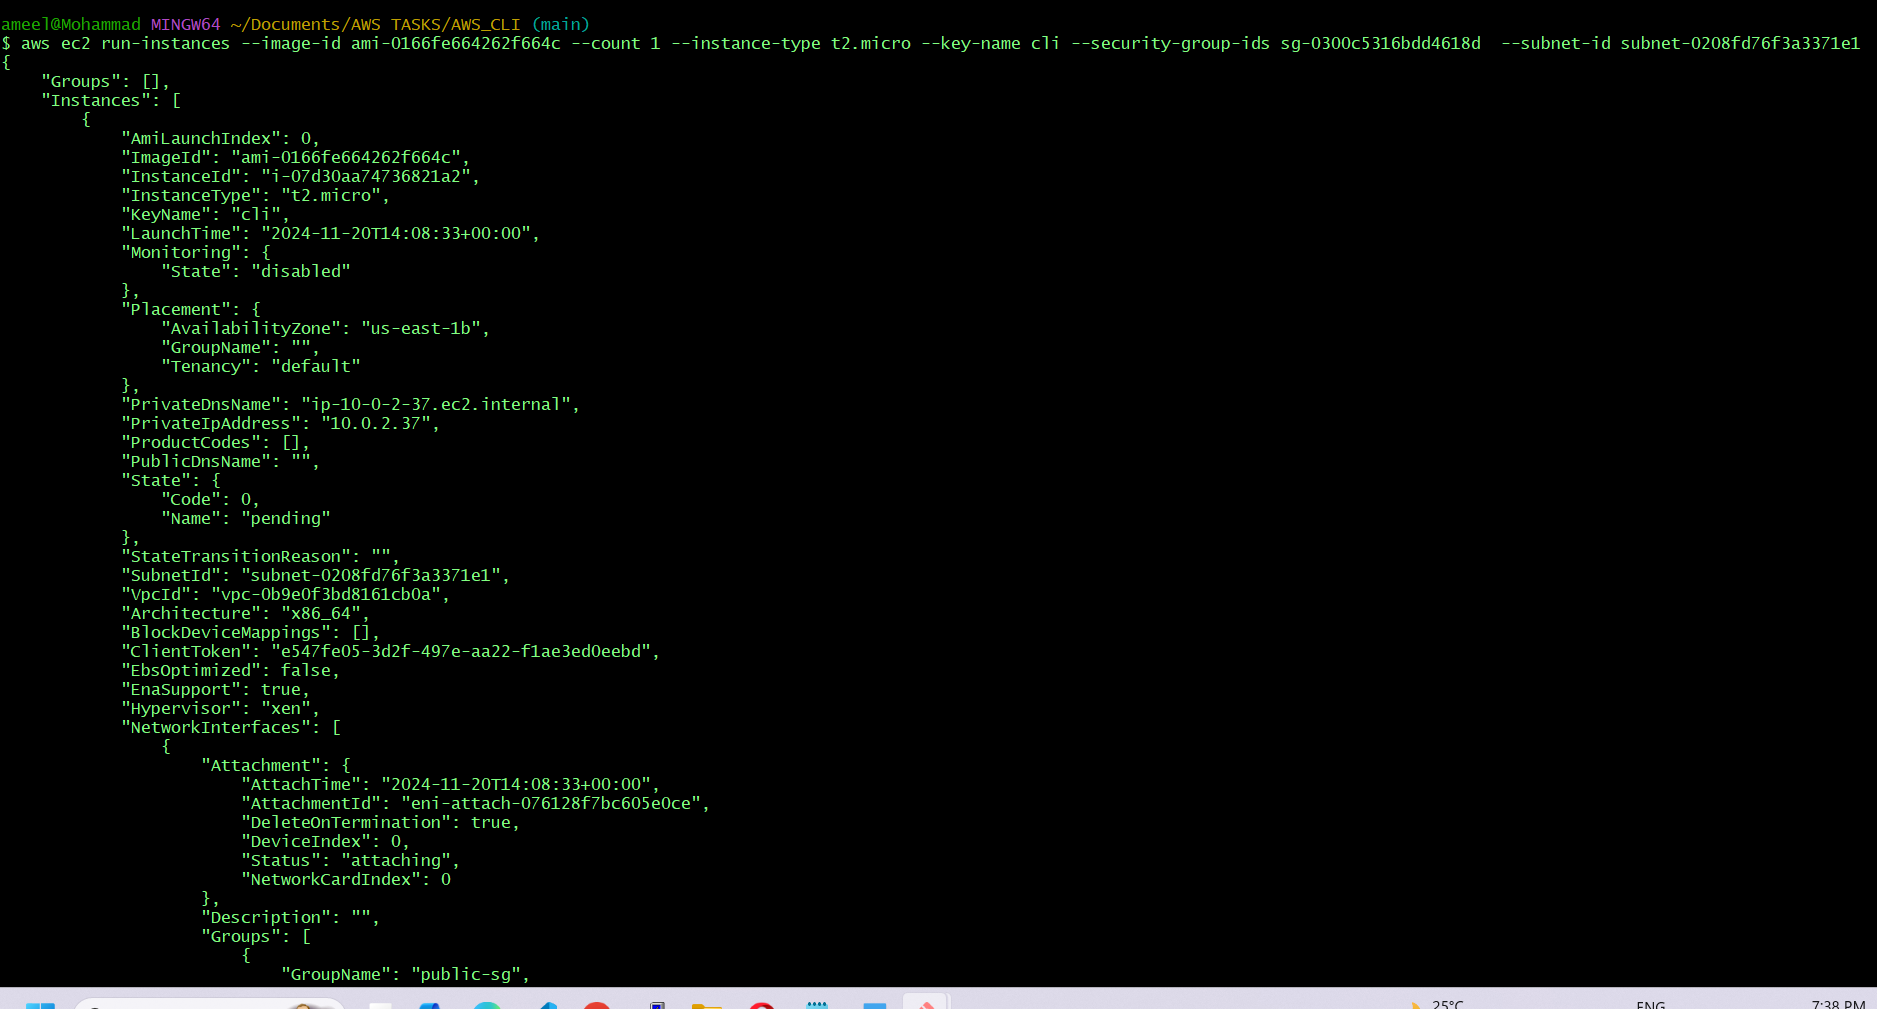 ameel@Mohammad MINGW64 ~/Documents/AWS TASKS/AWS_CLI (main)
$ aws ec2 run-instances --image-id ami-0166fe664262f664c --count 1 --instance-type t2.micro --key-name cli --security-group-ids sg-0300c5316bdd4618d  --subnet-id subnet-0208fd76f3a3371e1
{
    "Groups": [],
    "Instances": [
        {
            "AmiLaunchIndex": 0,
            "ImageId": "ami-0166fe664262f664c",
            "InstanceId": "i-07d30aa74736821a2",
            "InstanceType": "t2.micro",
            "KeyName": "cli",
            "LaunchTime": "2024-11-20T14:08:33+00:00",
            "Monitoring": {
                "State": "disabled"
            },
            "Placement": {
                "AvailabilityZone": "us-east-1b",
                "GroupName": "",
                "Tenancy": "default"
            },
            "PrivateDnsName": "ip-10-0-2-37.ec2.internal",
            "PrivateIpAddress": "10.0.2.37",
            "ProductCodes": [],
            "PublicDnsName": "",
            "State": {
                "Code": 0,
                "Name": "pending"
            },
            "StateTransitionReason": "",
            "SubnetId": "subnet-0208fd76f3a3371e1",
            "VpcId": "vpc-0b9e0f3bd8161cb0a",
            "Architecture": "x86_64",
            "BlockDeviceMappings": [],
            "ClientToken": "e547fe05-3d2f-497e-aa22-f1ae3ed0eebd",
            "EbsOptimized": false,
            "EnaSupport": true,
            "Hypervisor": "xen",
            "NetworkInterfaces": [
                {
                    "Attachment": {
                        "AttachTime": "2024-11-20T14:08:33+00:00",
                        "AttachmentId": "eni-attach-076128f7bc605e0ce",
                        "DeleteOnTermination": true,
                        "DeviceIndex": 0,
                        "Status": "attaching",
                        "NetworkCardIndex": 0
                    },
                    "Description": "",
                    "Groups": [
                        {
                            "GroupName": "public-sg",
25°C
ENG
7:38 PM